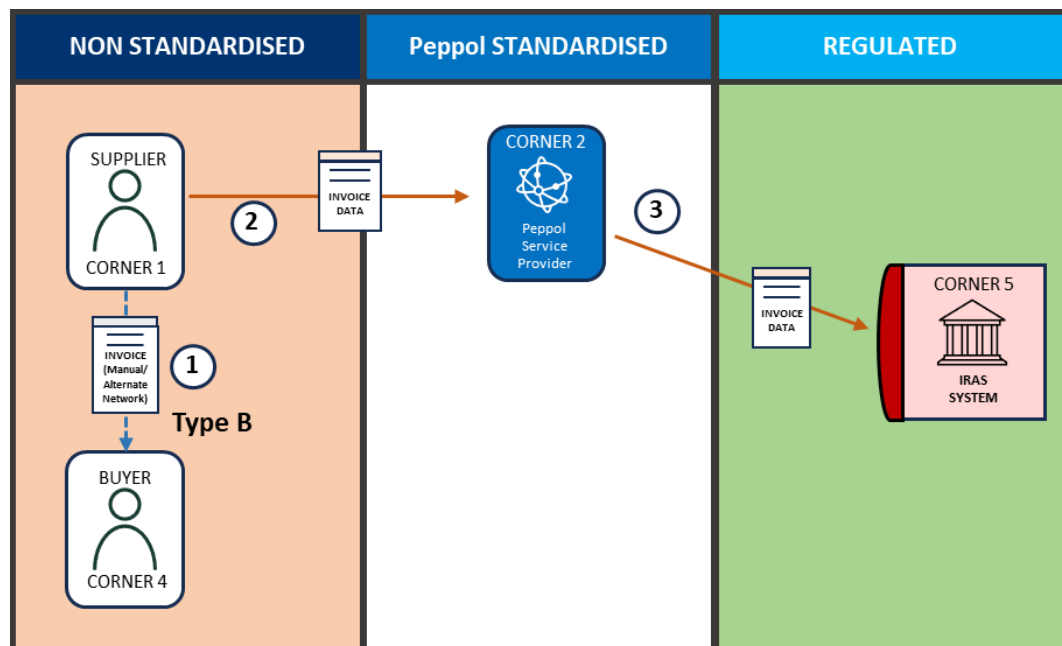 NON STANDARDISED
Peppol STANDARDISED
REGULATED
SUPPLIER
CORNER 1
2
INVOICE
DATA
CORNER 2
Peppol
Service
Provider
3
INVOICE
DATA
CORNER 5
IRAS
SYSTEM
INVOICE
(Manual/
Alternate
Network)
1
Type B
BUYER
CORNER 4